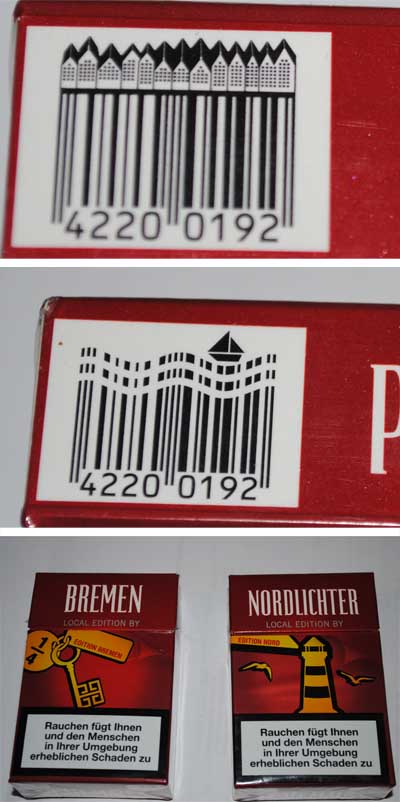 4220 0192
P
4220 0192
BREMEN
LOCAL EDITION BY
1/4
EDITION BREMEN
Rauchen fügt Ihnen
und den Menschen
in Ihrer Umgebung
erheblichen Schaden zu
NORDLICHTER
LOCAL EDITION BY
EDITION NORD
Rauchen fügt Ihnen
und den Menschen
in Ihrer Umgebung
erheblichen Schaden zu